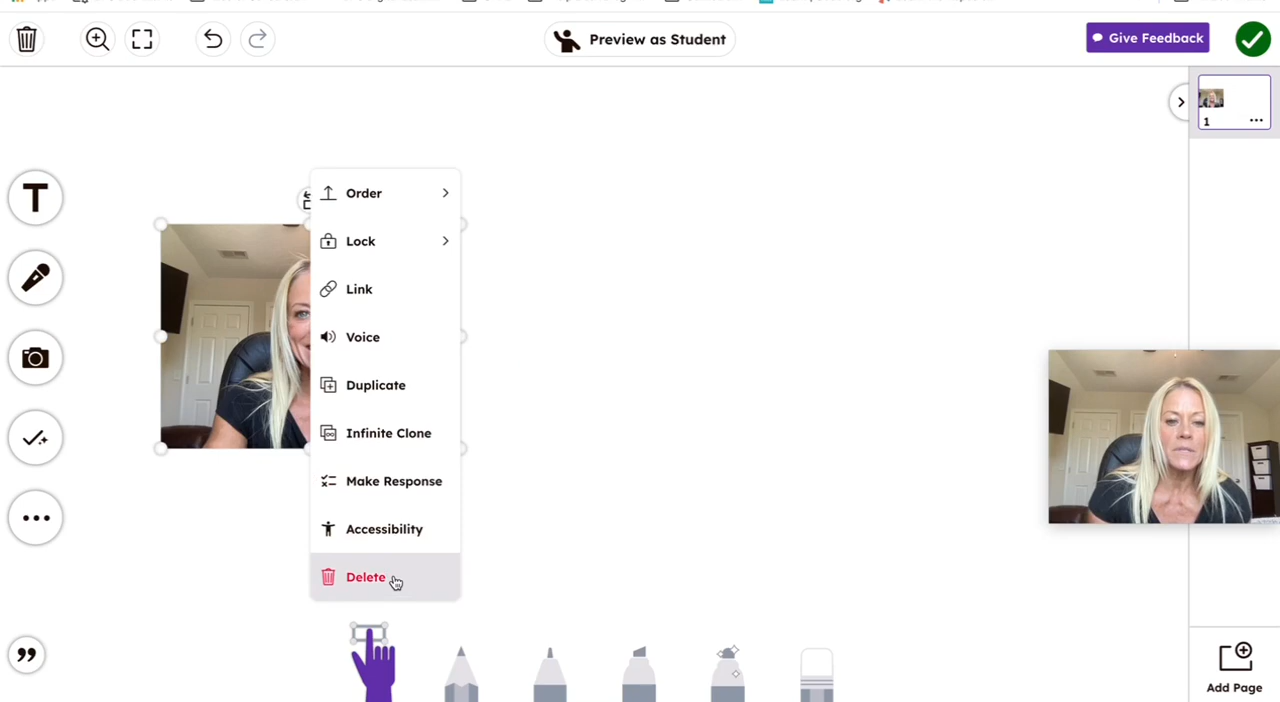 Preview as Student
Give Feedback
T
1
Order
Lock
Link
Voice
Duplicate
Infinite Clone
Make Response
Accessibility
Delete
Add Page